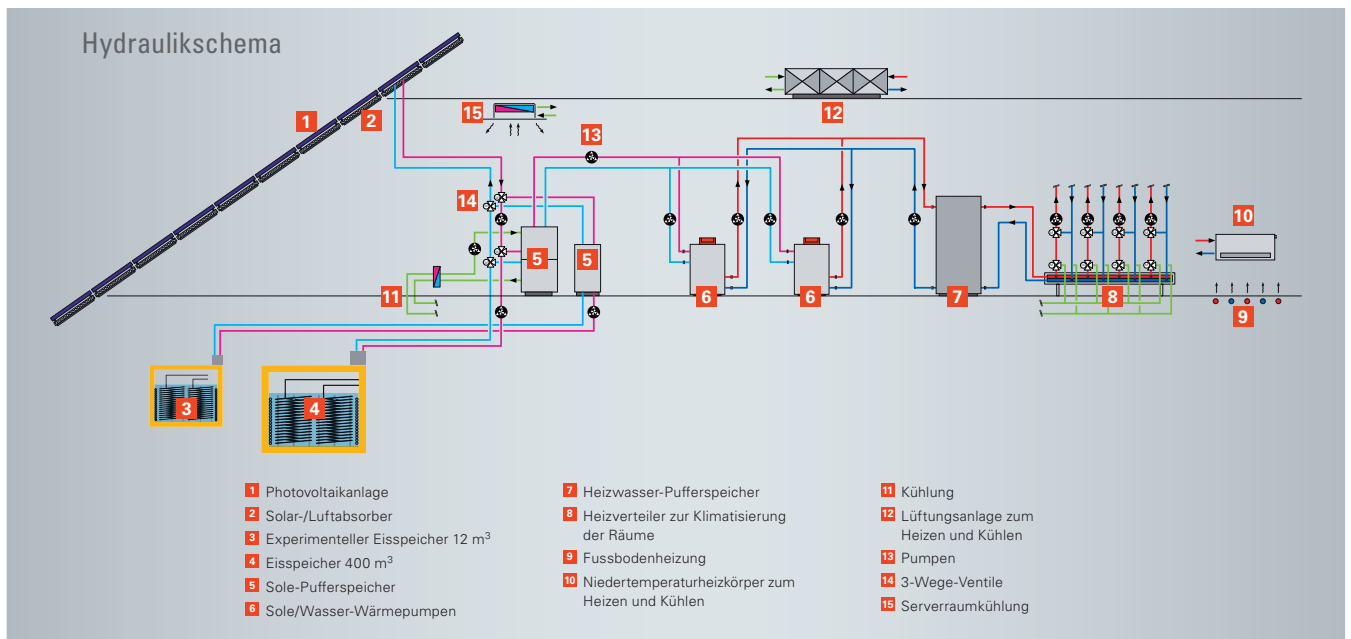 Hydraulikschema
1
2
15
12
13
14
10
5
5
11
6
6
7
8
9
3
4
1 Photovoltaikanlage
2 Solar-/Luftabsorber
3 Experimenteller Eisspeicher 12 m³
4 Eisspeicher 400 m³
5 Sole-Pufferspeicher
6 Sole/Wasser-Wärmepumpen
7 Heizwasser-Pufferspeicher
8 Heizverteiler zur Klimatisierung
der Räume
9 Fussbodenheizung
10 Niedertemperaturheizkörper zum
Heizen und Kühlen
11 Kühlung
12 Lüftungsanlage zum
Heizen und Kühlen
13 Pumpen
14 3-Wege-Ventile
15 Serverraumkühlung